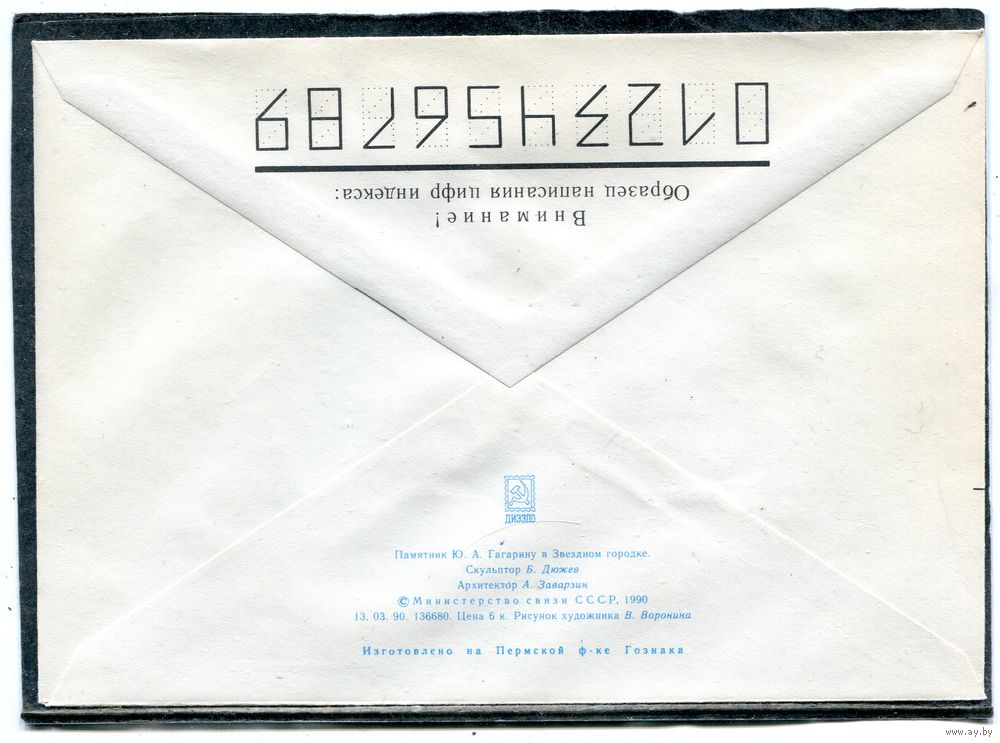 Внимание!
Образец написания цифр индекса:
0123456789
ДИЭЗПО
Памятник Ю. А. Гагарину в Звездном городке.
Скульптор Б. Дюжев
Архитектор А. Заварзин
© Министерство связи СССР, 1990
13. 03. 90. 136680. Цена 6 к. Рисунок художника В. Воронина
Изготовлено на Пермской ф-ке Гознака
www.ay.by